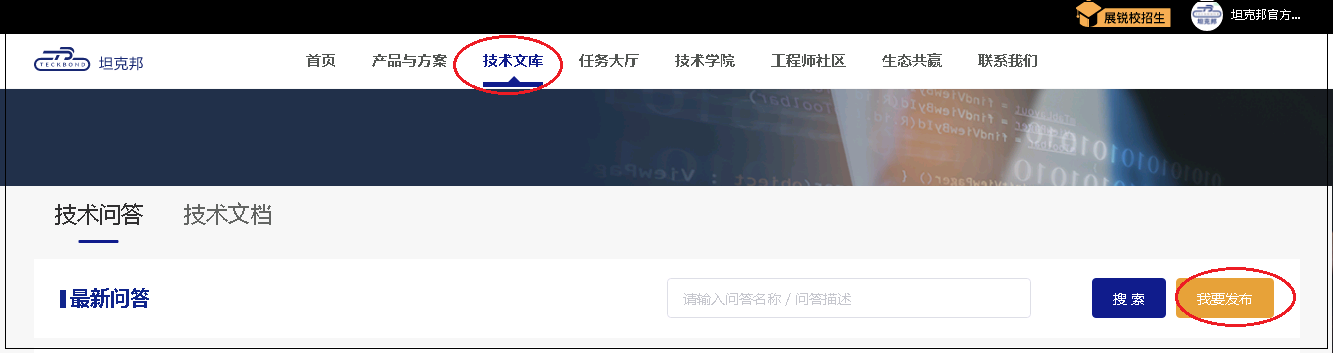 展锐校招生
坦克邦
坦克邦官方...
TECKBOND
坦克邦
首页
产品与方案
技术文库
任务大厅
技术学院
工程师社区
生态共赢
联系我们
技术问答
技术文档
最新问答
请输入问答名称 / 问答描述
搜 索
我要发布